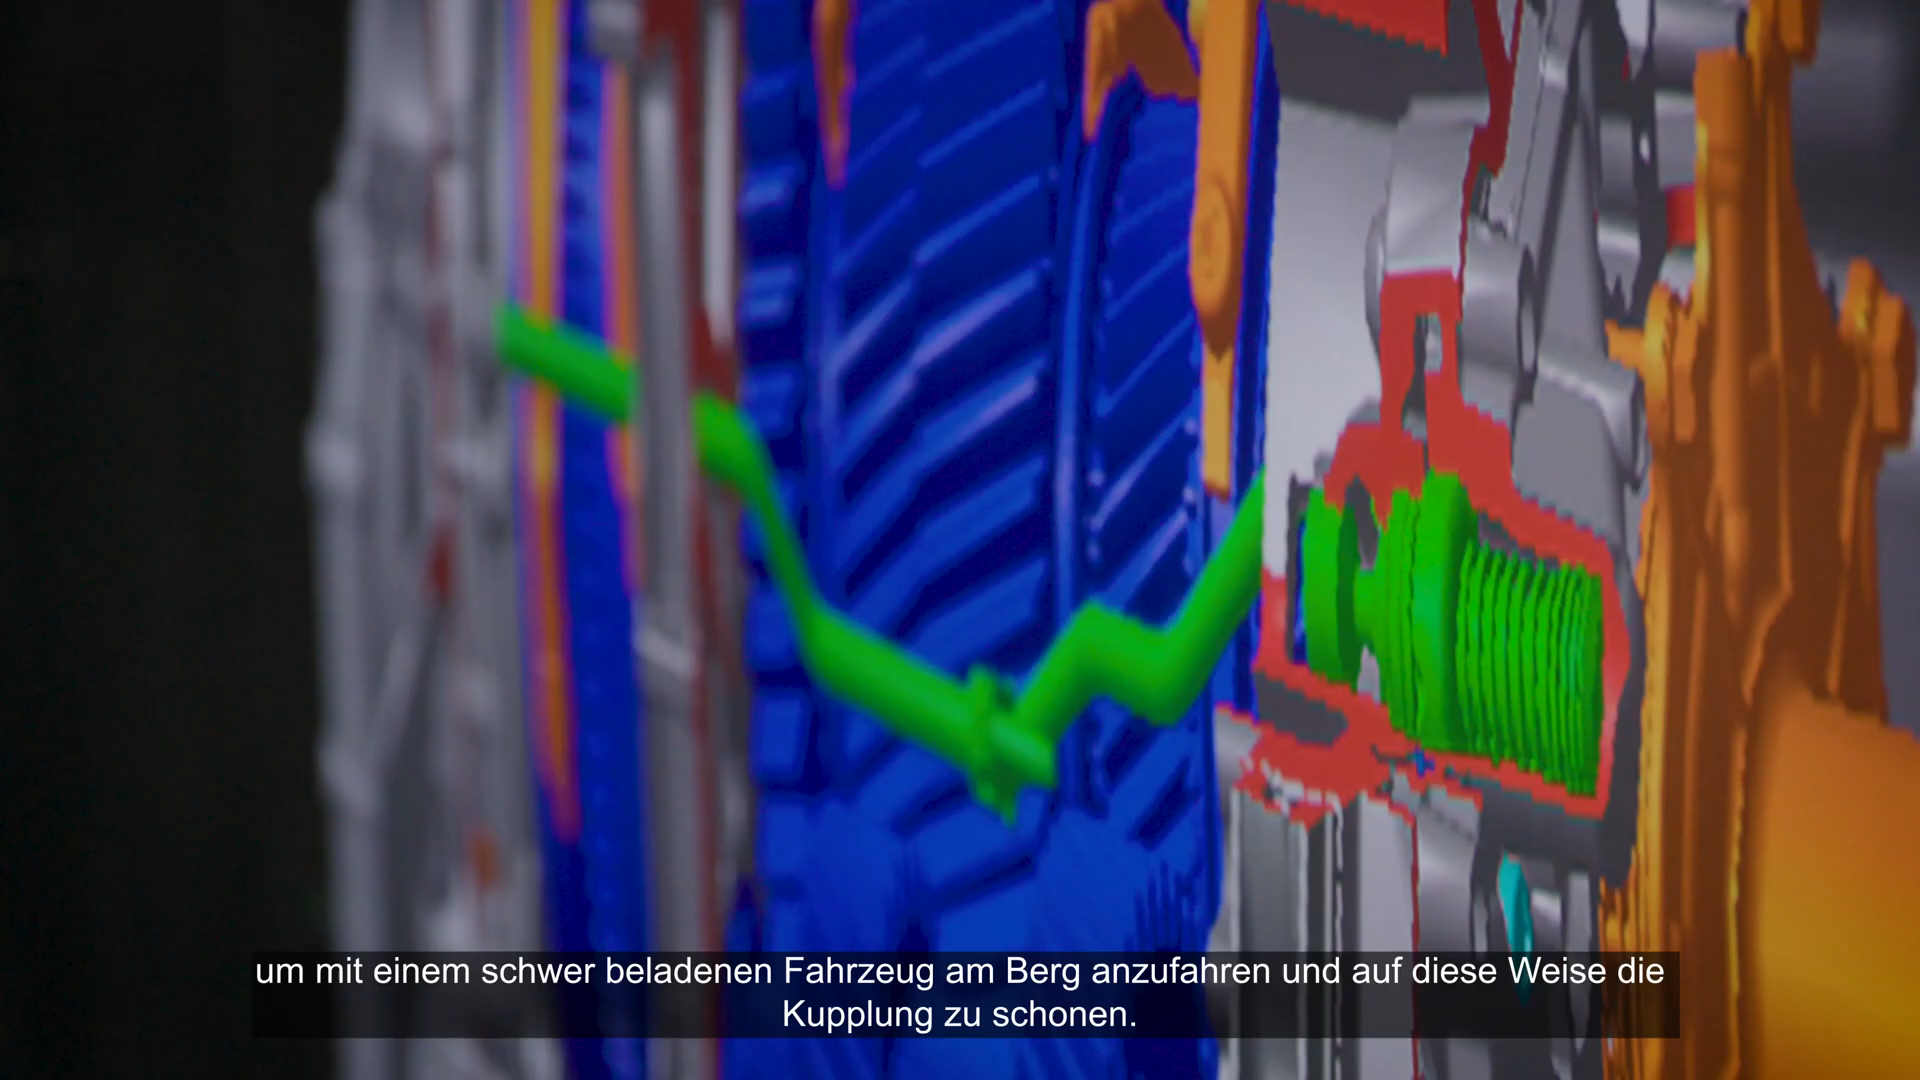 um mit einem schwer beladenen Fahrzeug am Berg anzufahren und auf diese Weise die
Kupplung zu schonen.